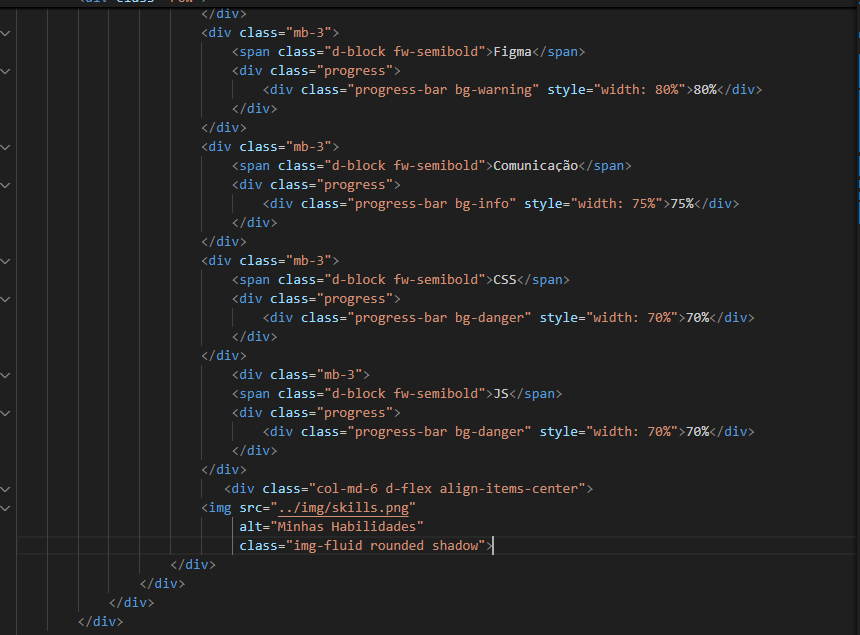 </div>
<div class="mb-3">
<span class="d-block fw-semibold">Figma</span>
<div class="progress">
<div class="progress-bar bg-warning" style="width: 80%">80%</div>
</div>
</div>
<div class="mb-3">
<span class="d-block fw-semibold">Comunicação</span>
<div class="progress">
<div class="progress-bar bg-info" style="width: 75%">75%</div>
</div>
</div>
<div class="mb-3">
<span class="d-block fw-semibold">CSS</span>
<div class="progress">
<div class="progress-bar bg-danger" style="width: 70%">70%</div>
</div>
</div>
<div class="mb-3">
<span class="d-block fw-semibold">JS</span>
<div class="progress">
<div class="progress-bar bg-danger" style="width: 70%">70%</div>
</div>
</div>
<div class="col-md-6 d-flex align-items-center">
<img src="../img/skills.png"
alt="Minhas Habilidades"
class="img-fluid rounded shadow">
</div>
</div>
</div>
</div>